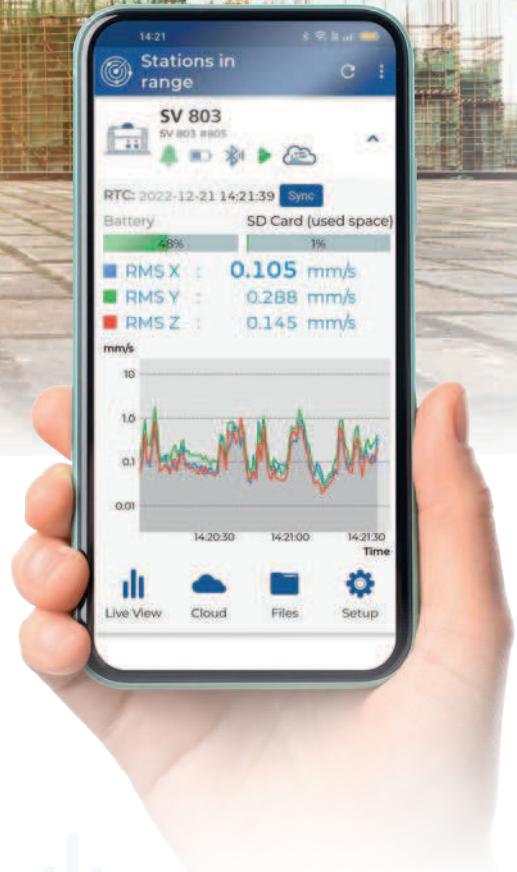 14:21
Stations in
range
SV 803
SV 803 #805
RTC: 2022-12-21 14:21:39 Sync
Battery SD Card (used space)
48% 1%
RMS X : 0.105 mm/s
RMS Y : 0.288 mm/s
RMS Z : 0.145 mm/s
mm/s
10
1.0
0.1
0.01
14:20:30 14:21:00 14:21:30
Time
Live View Cloud Files Setup